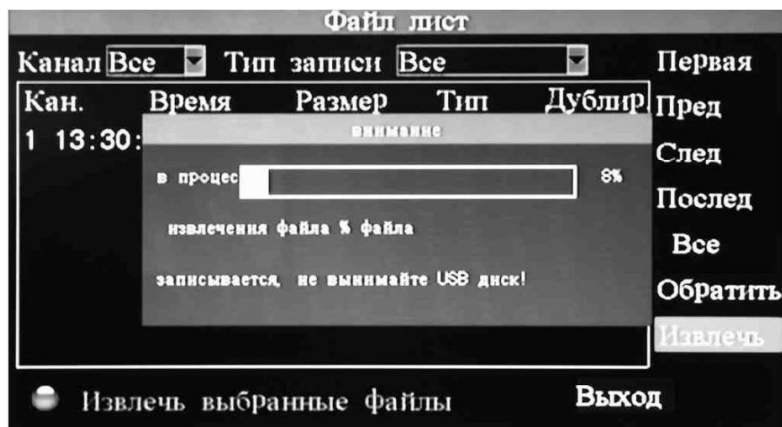 Файл лист
Канал Все Тип записи Все
Кан. Время Размер Тип Дублир.
1 13:30:
внимание
в процес 8%
извлечения файла % файла
записывается, не вынимайте USB диск!
Первая
Пред
След
Послед
Все
Обратить
Извлечь
Извлечь выбранные файлы
Выход